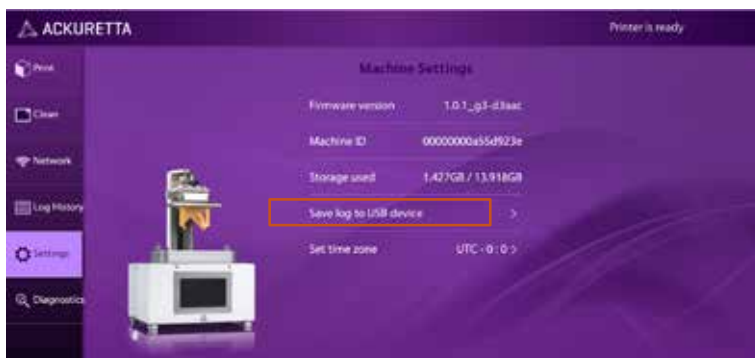 ACKURETTA
Printer is ready
Print
Machine Settings
Firmware version 1.0.1_g3-d3aac
Clean
Machine ID 00000000a55d923e
Network
Storage used 1.427GB / 13.918GB
Log History
Save log to USB device >
Settings
Set time zone UTC - 0 : 0 >
Diagnostics